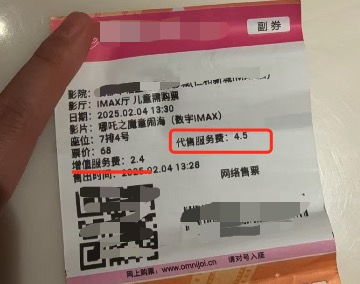 副券
影院:
影厅: IMAX厅 儿童需购票
日期: 2025.02.04 13:30
影片: 哪吒之魔童闹海（数字IMAX）
座位: 7排4号 代售服务费: 4.5
票价: 68
增值服务费: 2.4
售出时间: 2025.02.04 13:28 网络售票
网上购票: www.omnijoi.cn 请对号入座